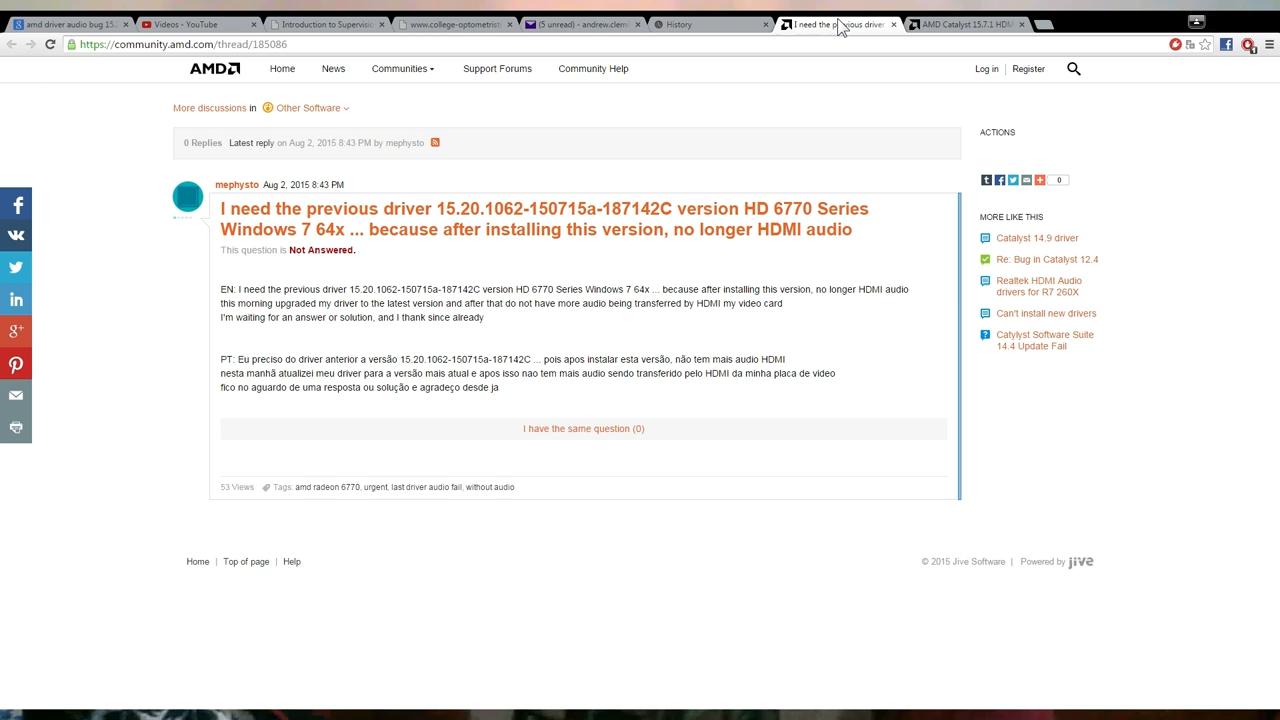 amd driver audio bug 15.
Videos - YouTube
Introduction to Supervisio
www.college-optometrist
(5 unread) - andrew.clem
History
I need the previous driver
AMD Catalyst 15.7.1 HDM
https://community.amd.com/thread/185086
AMD
Home
News
Communities
Support Forums
Community Help
Log in | Register
More discussions in Other Software
0 Replies Latest reply on Aug 2, 2015 8:43 PM by mephysto
ACTIONS
0
mephysto Aug 2, 2015 8:43 PM
I need the previous driver 15.20.1062-150715a-187142C version HD 6770 Series
Windows 7 64x ... because after installing this version, no longer HDMI audio
This question is Not Answered.
EN: I need the previous driver 15.20.1062-150715a-187142C version HD 6770 Series Windows 7 64x ... because after installing this version, no longer HDMI audio
this morning upgraded my driver to the latest version and after that do not have more audio being transferred by HDMI my video card
I'm waiting for an answer or solution, and I thank since already
PT: Eu preciso do driver anterior a versão 15.20.1062-150715a-187142C ... pois apos instalar esta versão, não tem mais audio HDMI
nesta manhã atualizei meu driver para a versão mais atual e apos isso nao tem mais audio sendo transferido pelo HDMI da minha placa de video
fico no aguardo de uma resposta ou solução e agradeço desde ja
I have the same question (0)
53 Views Tags: amd radeon 6770, urgent, last driver audio fail, without audio
MORE LIKE THIS
Catalyst 14.9 driver
Re: Bug in Catalyst 12.4
Realtek HDMI Audio
drivers for R7 260X
Can't install new drivers
Catylyst Software Suite
14.4 Update Fail
Home | Top of page | Help
© 2015 Jive Software | Powered by jive